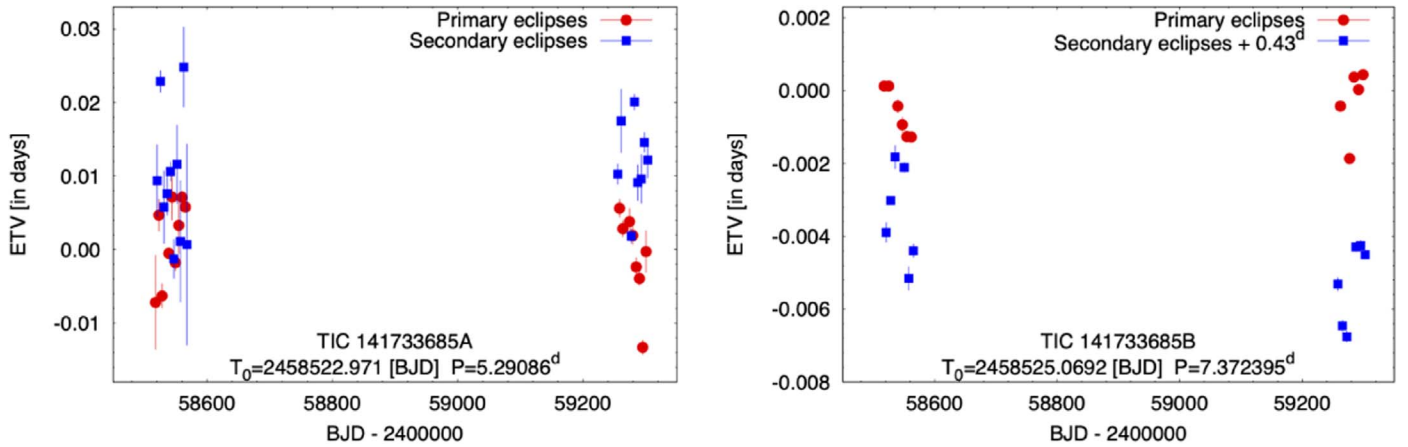 ETV [in days]
0.03
0.02
0.01
0.00
-0.01
Primary eclipses
Secondary eclipses
TIC 141733685A
T0=2458522.971 [BJD] P=5.29086d
58600 58800 59000 59200
BJD - 2400000
ETV [in days]
0.002
0.000
-0.002
-0.004
-0.006
-0.008
Primary eclipses
Secondary eclipses + 0.43d
TIC 141733685B
T0=2458525.0692 [BJD] P=7.372395d
58600 58800 59000 59200
BJD - 2400000